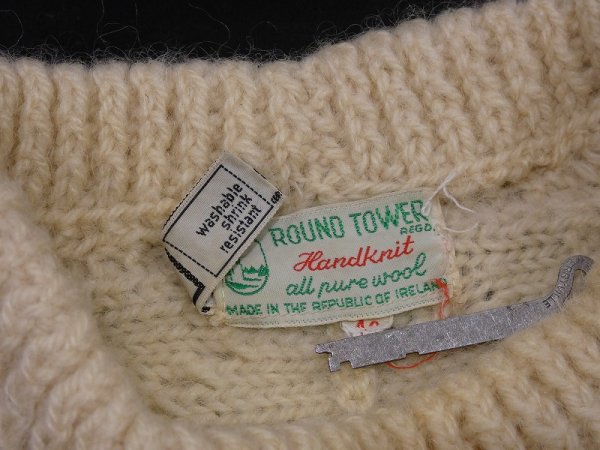 washable
shrink
resistant
ROUND TOWER
REGD.
Handknit
all pure wool
MADE IN THE REPUBLIC OF IRELAND